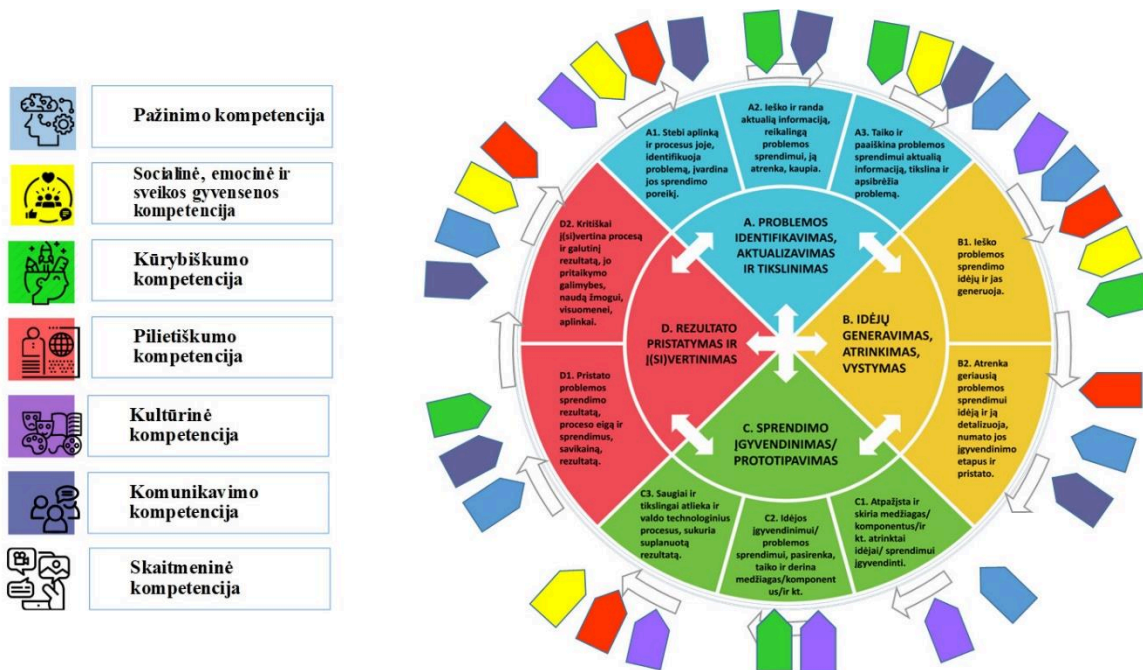 Pažinimo kompetencija
Socialinė, emocinė ir
sveikos gyvensenos
kompetencija
Kūrybiškumo
kompetencija
Pilietiškumo
kompetencija
Kultūrinė
kompetencija
Komunikavimo
kompetencija
Skaitmeninė
kompetencija
A1. Stebi aplinką
ir procesus joje,
identifikuoja
problemą, įvardina
jos sprendimo
poreikį.
A2. Ieško ir randa
aktualią informaciją,
reikalingą
problemos
sprendimui, ją
atrenka, kaupia.
A3. Taiko ir
paaiškina problemos
sprendimui aktualią
informaciją, tikslina ir
apsibrėžia
problemą.
A. PROBLEMOS
IDENTIFIKAVIMAS,
AKTUALIZAVIMAS
IR TIKSLINIMAS
B1. Ieško
problemos
sprendimo
idėjų ir jas
generuoja.
B2. Atrenka
geriausią
problemos
sprendimui
idėją ir ją
detalizuoja,
numato jos
įgyvendinimo
etapus ir
pristato.
B. IDĖJŲ
GENERAVIMAS,
ATRINKIMAS,
VYSTYMAS
C1. Atpažįsta ir
skiria medžiagas/
komponentus/ir
kt. atrinktai
idėjai/ sprendimui
įgyvendinti.
C2. Idėjos
įgyvendinimui/
problemos
sprendimui, pasirenka,
taiko ir derina
medžiagas/komponent
us/ir kt.
C3. Saugiai ir
tikslingai atlieka ir
valdo technologinius
procesus, sukuria
suplanuotą
rezultatą.
C. SPRENDIMO
ĮGYVENDINIMAS/
PROTOTIPAVIMAS
D1. Pristato
problemos
sprendimo
rezultatą,
proceso eigą ir
sprendimus,
savikainą,
rezultatą.
D2. Kritiškai
į(si)vertina procesą
ir galutinį
rezultatą, jo
pritaikymo
galimybes,
naudą žmogui,
visuomenei,
aplinkai.
D. REZULTATO
PRISTATYMAS IR
Į(SI)VERTINIMAS